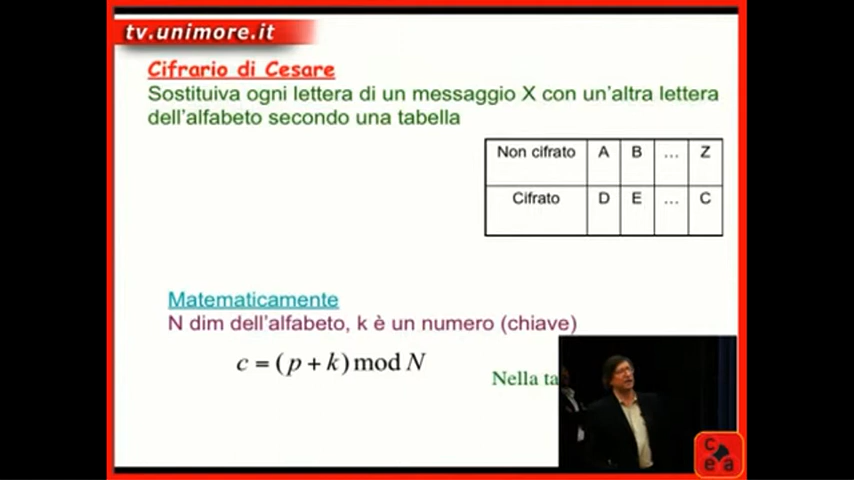 tv.unimore.it
Cifrario di Cesare
Sostituiva ogni lettera di un messaggio X con un'altra lettera
dell'alfabeto secondo una tabella
Non cifrato A B ... Z
Cifrato D E ... C
Matematicamente
N dim dell'alfabeto, k è un numero (chiave)
c = (p + k) mod N
Nella ta
c
e a